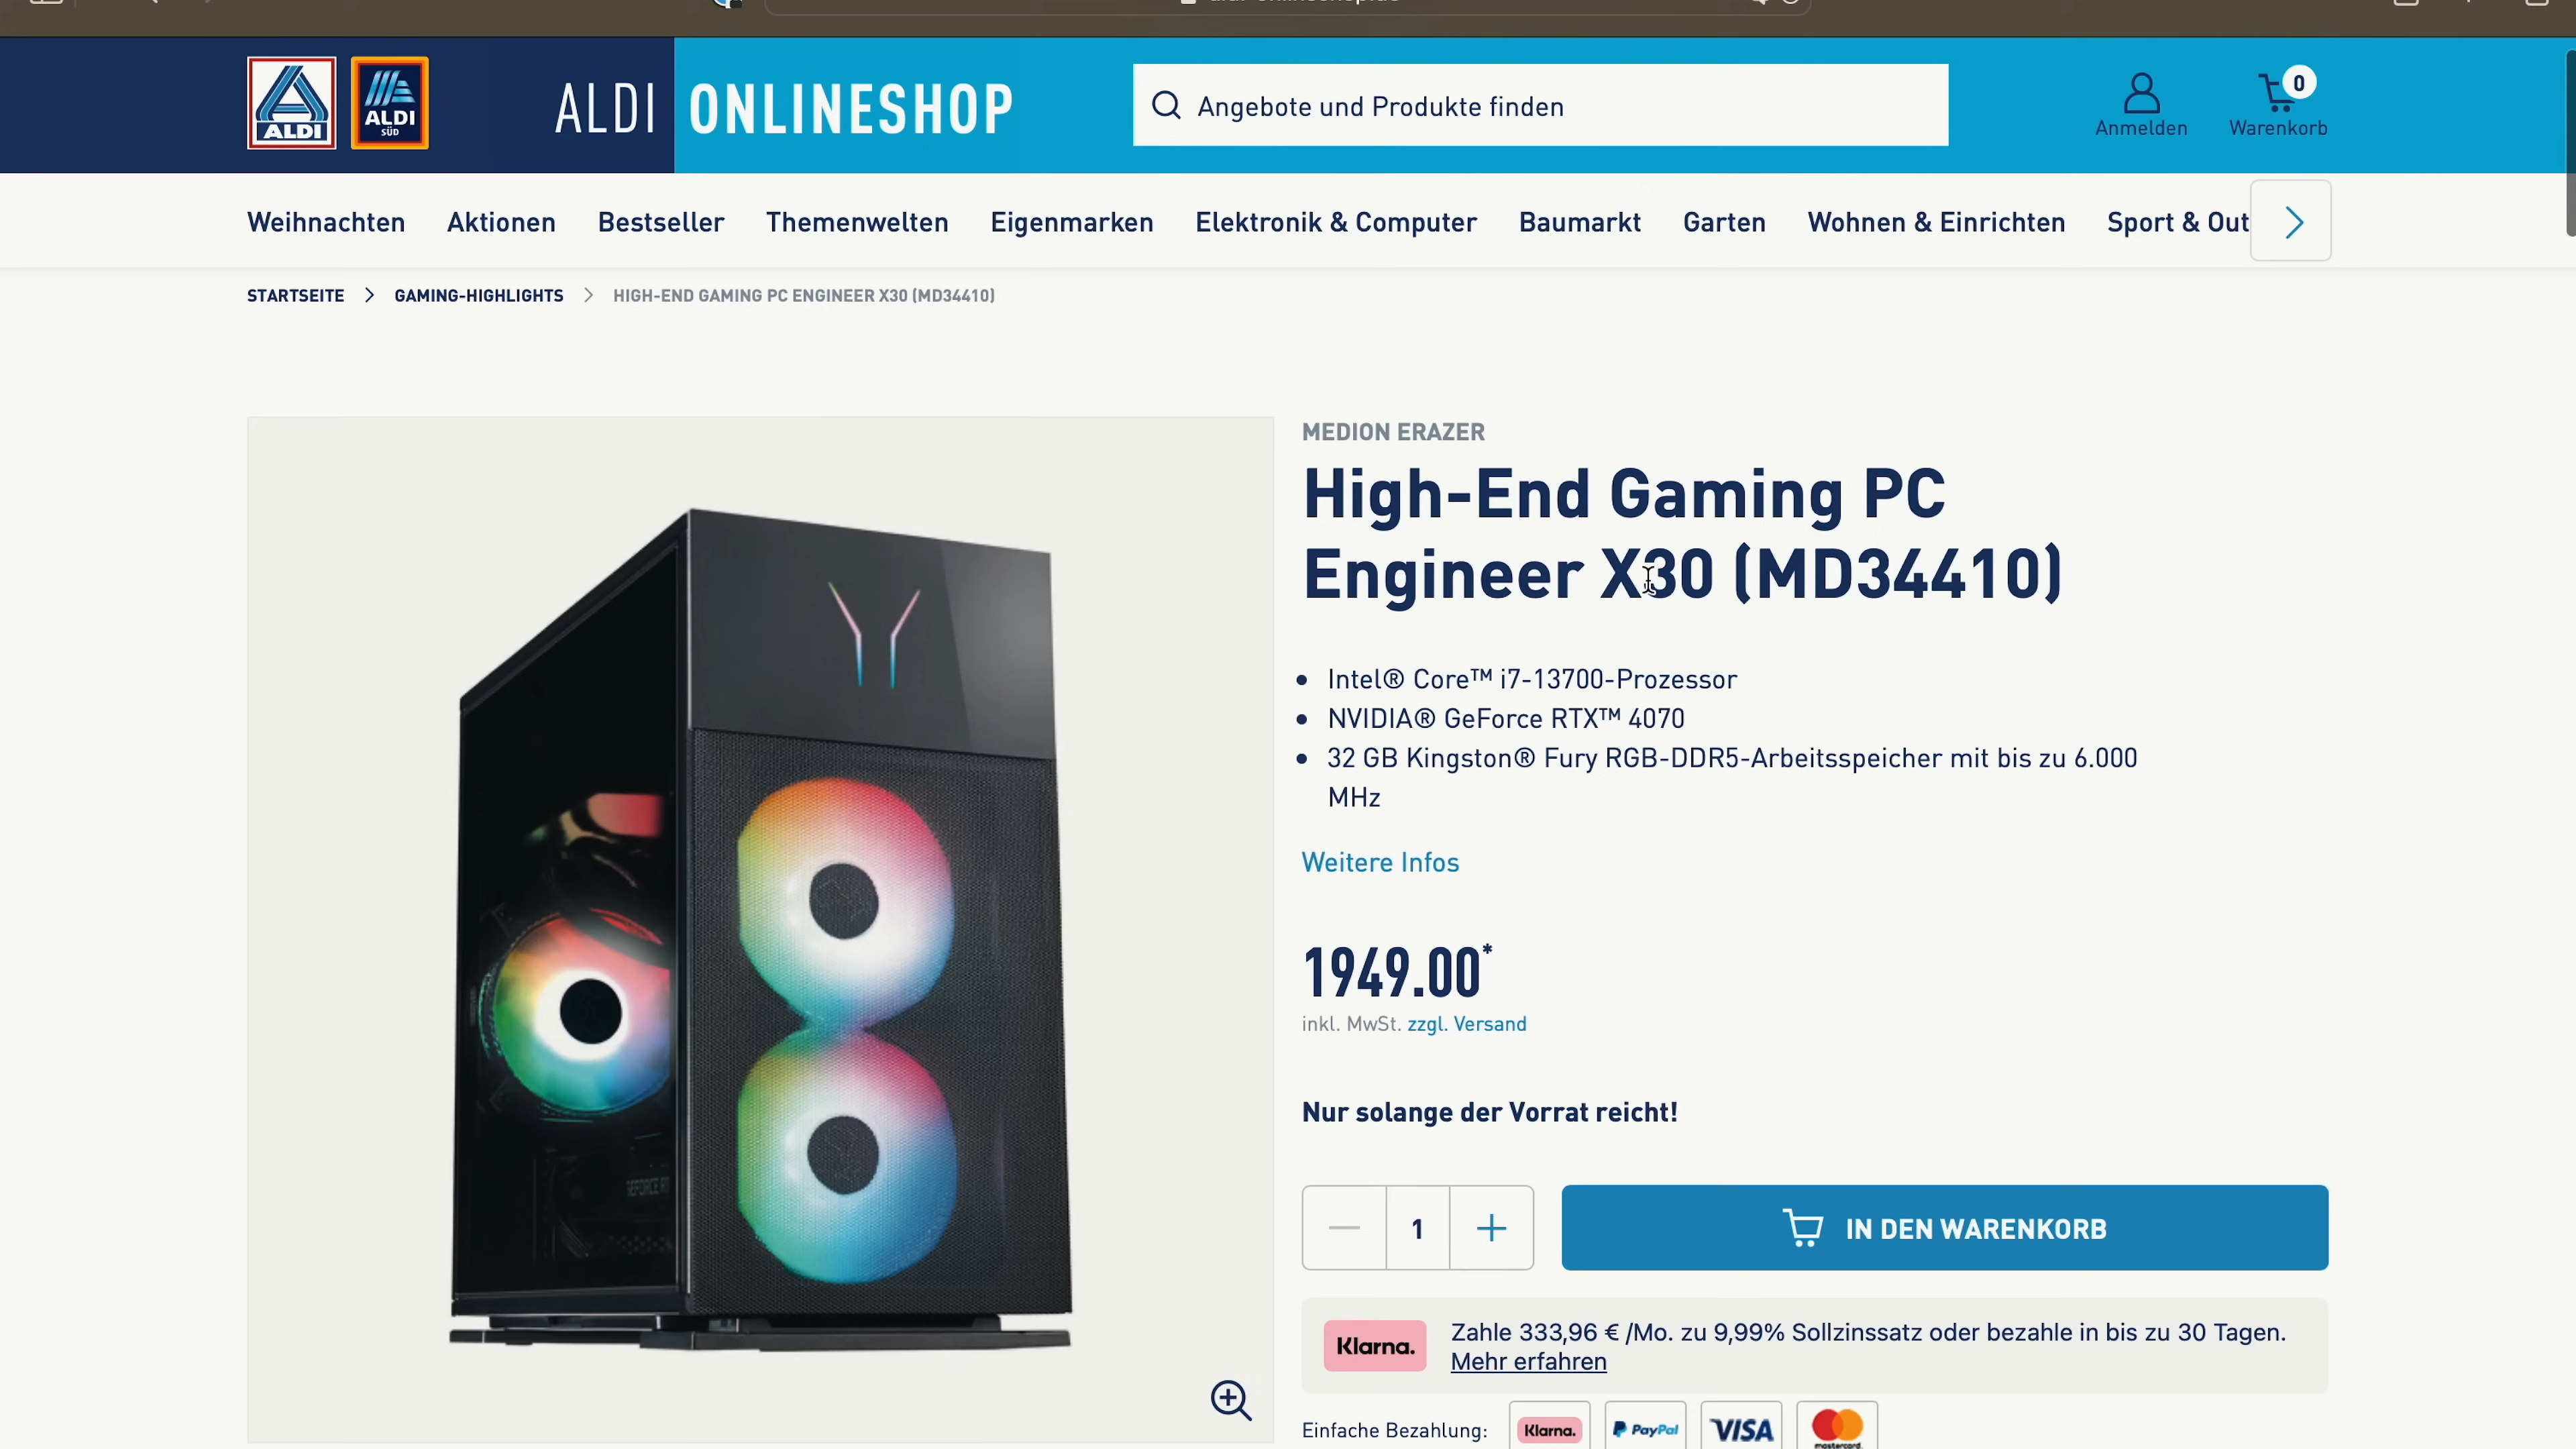 ALDI
ALDI
SÜD
ALDI ONLINESHOP
Angebote und Produkte finden
Anmelden
0
Warenkorb
Weihnachten Aktionen Bestseller Themenwelten Eigenmarken Elektronik & Computer Baumarkt Garten Wohnen & Einrichten Sport & Out
STARTSEITE > GAMING-HIGHLIGHTS > HIGH-END GAMING PC ENGINEER X30 (MD34410)
MEDION ERAZER
High-End Gaming PC
Engineer X30 (MD34410)
• Intel® Core™ i7-13700-Prozessor
• NVIDIA® GeForce RTX™ 4070
• 32 GB Kingston® Fury RGB-DDR5-Arbeitsspeicher mit bis zu 6.000
MHz
Weitere Infos
1949.00*
inkl. MwSt. zzgl. Versand
Nur solange der Vorrat reicht!
1
IN DEN WARENKORB
Klarna.
Zahle 333,96 € /Mo. zu 9,99% Sollzinssatz oder bezahle in bis zu 30 Tagen.
Mehr erfahren
Einfache Bezahlung: Klarna. PayPal VISA mastercard.